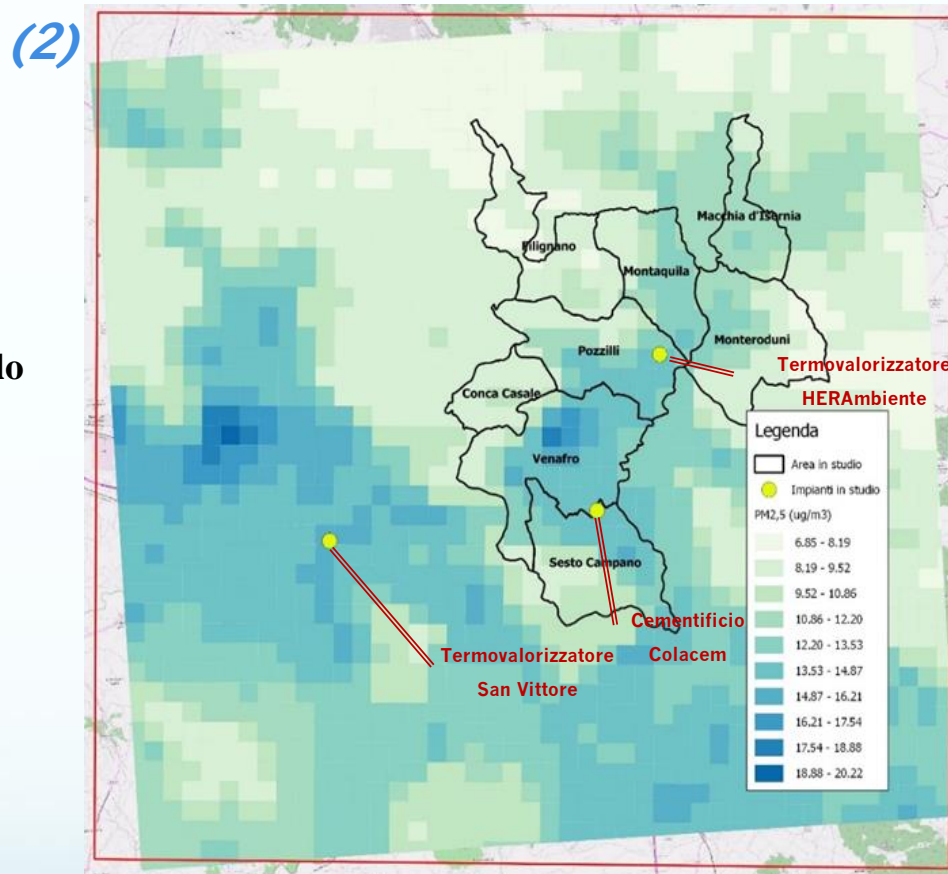 (2)
lo
Macchia d'Isernia
Filignano
Montaquila
Monteroduni
Pozzilli
Termovalorizzatore
HERAmbiente
Conca Casale
Venafro
Sesto Campano
Cementificio
Colacem
Termovalorizzatore
San Vittore
Legenda
Area in studio
Impianti in studio
PM2,5 (ug/m3)
6.85 - 8.19
8.19 - 9.52
9.52 - 10.86
10.86 - 12.20
12.20 - 13.53
13.53 - 14.87
14.87 - 16.21
16.21 - 17.54
17.54 - 18.88
18.88 - 20.22